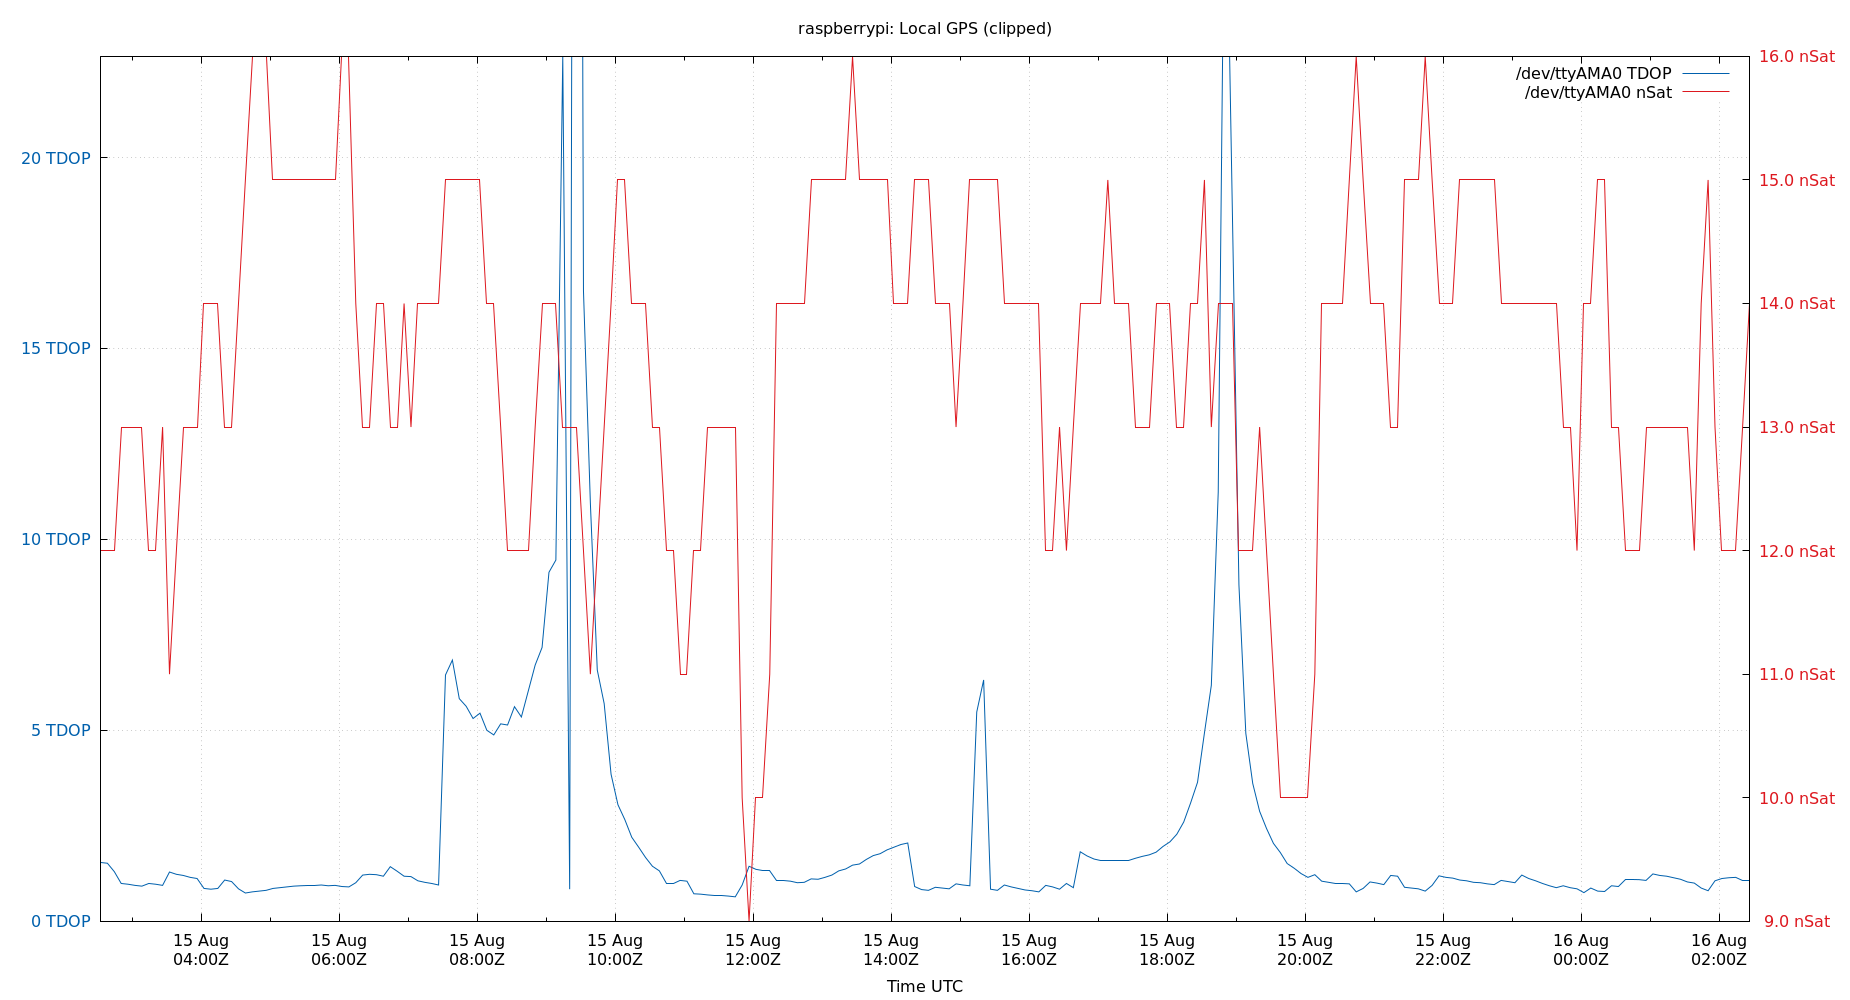 raspberrypi: Local GPS (clipped)
/dev/ttyAMA0 TDOP
/dev/ttyAMA0 nSat
20 TDOP
15 TDOP
10 TDOP
5 TDOP
0 TDOP
16.0 nSat
15.0 nSat
14.0 nSat
13.0 nSat
12.0 nSat
11.0 nSat
10.0 nSat
9.0 nSat
15 Aug 15 Aug 15 Aug 15 Aug 15 Aug 15 Aug 15 Aug 15 Aug 15 Aug 15 Aug 16 Aug 16 Aug
04:00Z 06:00Z 08:00Z 10:00Z 12:00Z 14:00Z 16:00Z 18:00Z 20:00Z 22:00Z 00:00Z 02:00Z
Time UTC